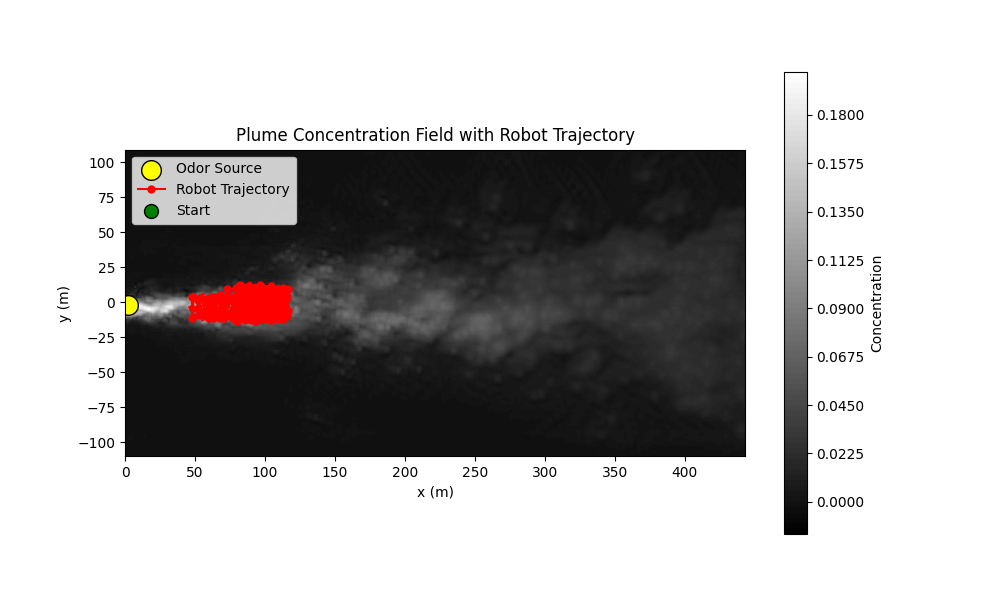 Plume Concentration Field with Robot Trajectory
Odor Source
Robot Trajectory
Start
100
75
50
25
0
−25
−50
−75
−100
y (m)
0 50 100 150 200 250 300 350 400
x (m)
0.1800
0.1575
0.1350
0.1125
0.0900
0.0675
0.0450
0.0225
0.0000
Concentration